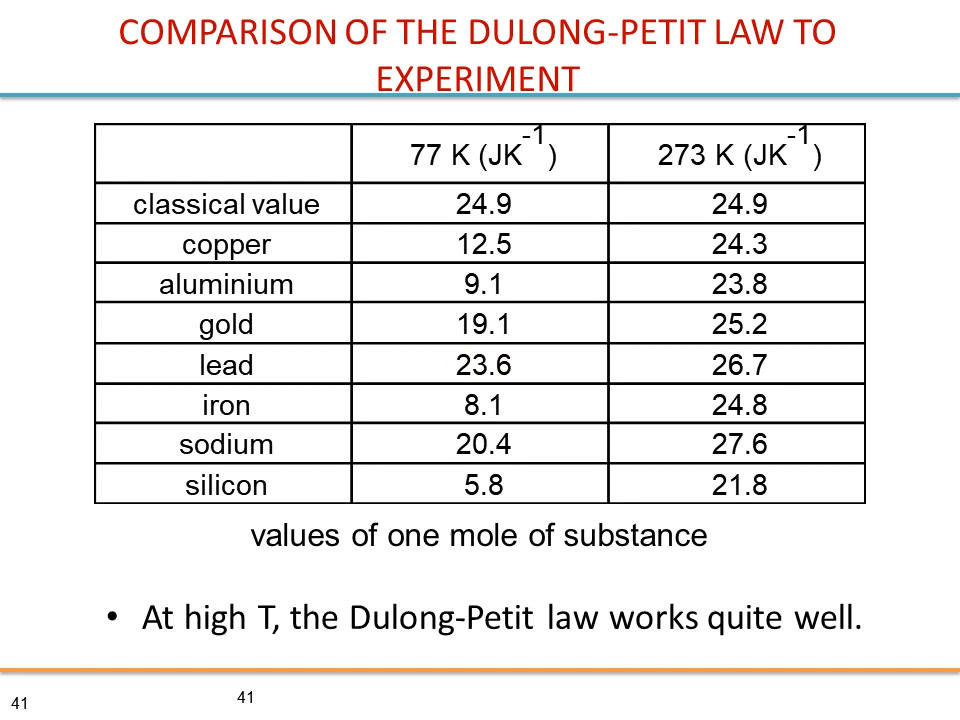 COMPARISON OF THE DULONG-PETIT LAW TO
EXPERIMENT
77 K (JK-1) 273 K (JK-1)
classical value 24.9 24.9
copper 12.5 24.3
aluminium 9.1 23.8
gold 19.1 25.2
lead 23.6 26.7
iron 8.1 24.8
sodium 20.4 27.6
silicon 5.8 21.8
values of one mole of substance
• At high T, the Dulong-Petit law works quite well.
41 41